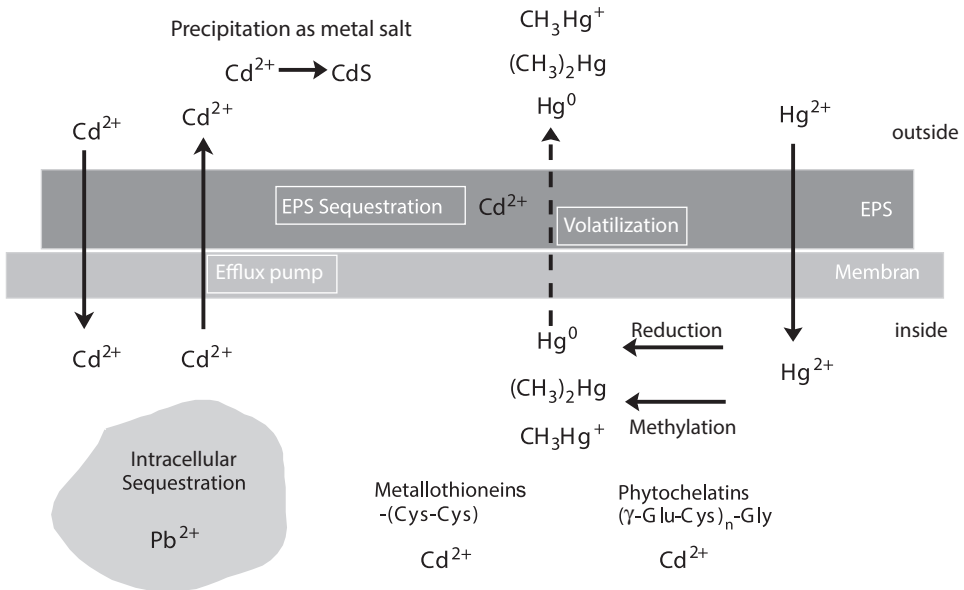 CH₃Hg⁺
Precipitation as metal salt
(CH₃)₂Hg
Cd²⁺ CdS
Hg⁰
Cd²⁺ Cd²⁺ Hg²⁺
outside
EPS Sequestration Cd²⁺ EPS
Volatilization
Efflux pump Membran
inside
Reduction
Hg⁰
Cd²⁺ Cd²⁺ Hg²⁺
(CH₃)₂Hg
Methylation
CH₃Hg⁺
Intracellular
Sequestration
Pb²⁺
Metallothioneins
-(Cys-Cys)
Cd²⁺
Phytochelatins
(γ-Glu-Cys)ₙ-Gly
Cd²⁺